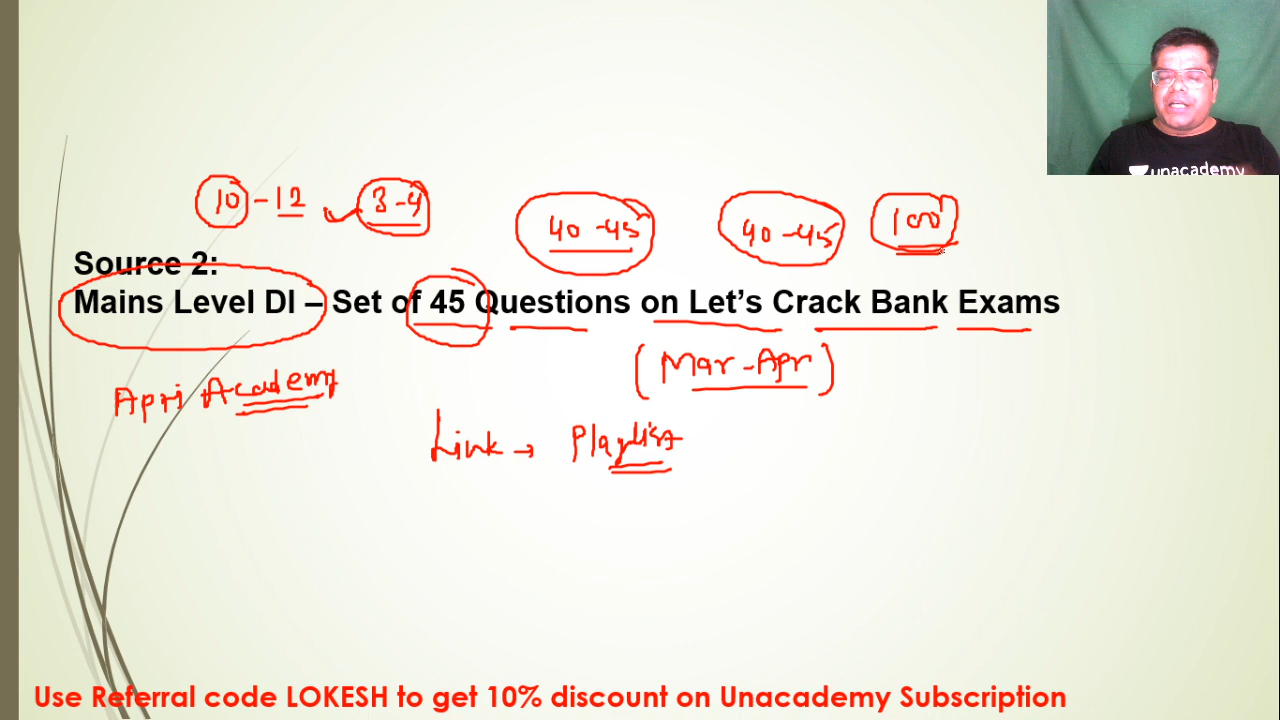 unacademy
10 - 12 3 - 4 40 - 45 40 - 45 100
Source 2:
Mains Level DI – Set of 45 Questions on Let’s Crack Bank Exams
(Mar - Apr)
Apri Academy
Link → Playlist
Use Referral code LOKESH to get 10% discount on Unacademy Subscription